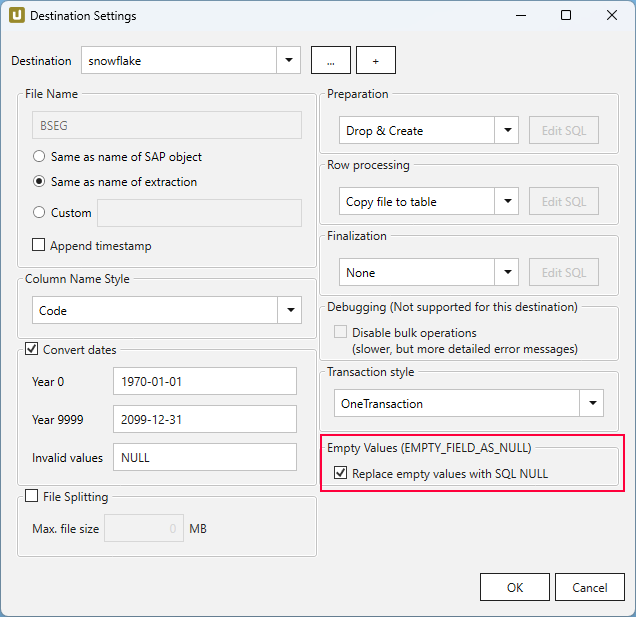 Destination Settings
Destination
snowflake
...
+
File Name
BSEG
Same as name of SAP object
Same as name of extraction
Custom
Append timestamp
Column Name Style
Code
Convert dates
Year 0
1970-01-01
Year 9999
2099-12-31
Invalid values
NULL
File Splitting
Max. file size
0
MB
Preparation
Drop & Create
Edit SQL
Row processing
Copy file to table
Edit SQL
Finalization
None
Edit SQL
Debugging (Not supported for this destination)
Disable bulk operations
(slower, but more detailed error messages)
Transaction style
OneTransaction
Empty Values (EMPTY_FIELD_AS_NULL)
Replace empty values with SQL NULL
OK
Cancel